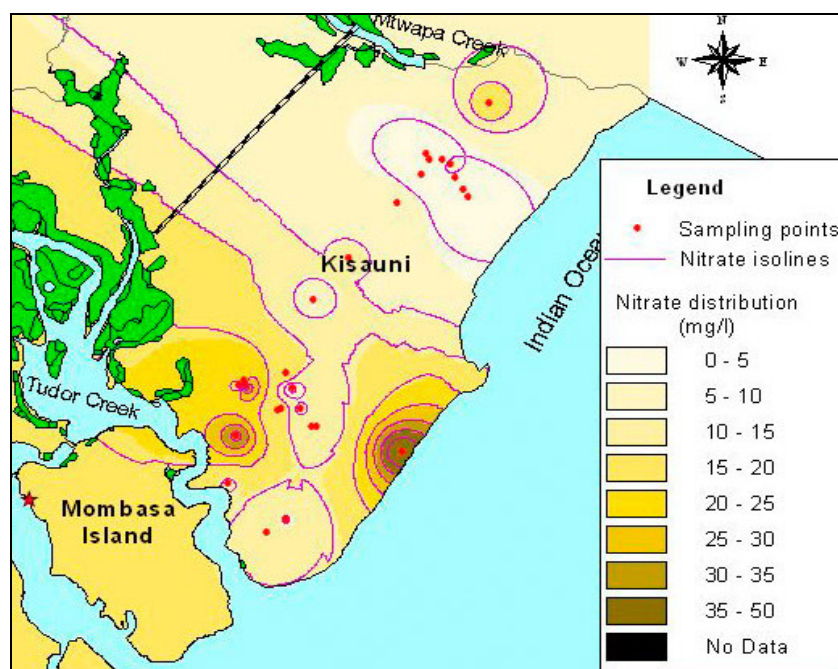 Mtwapa Creek
N
W E
S
Legend
Sampling points
Nitrate isolines
Kisauni
Indian Ocea
Nitrate distribution
(mg/l)
0 - 5
5 - 10
10 - 15
15 - 20
20 - 25
25 - 30
30 - 35
35 - 50
No Data
Tudor Creek
Mombasa
Island